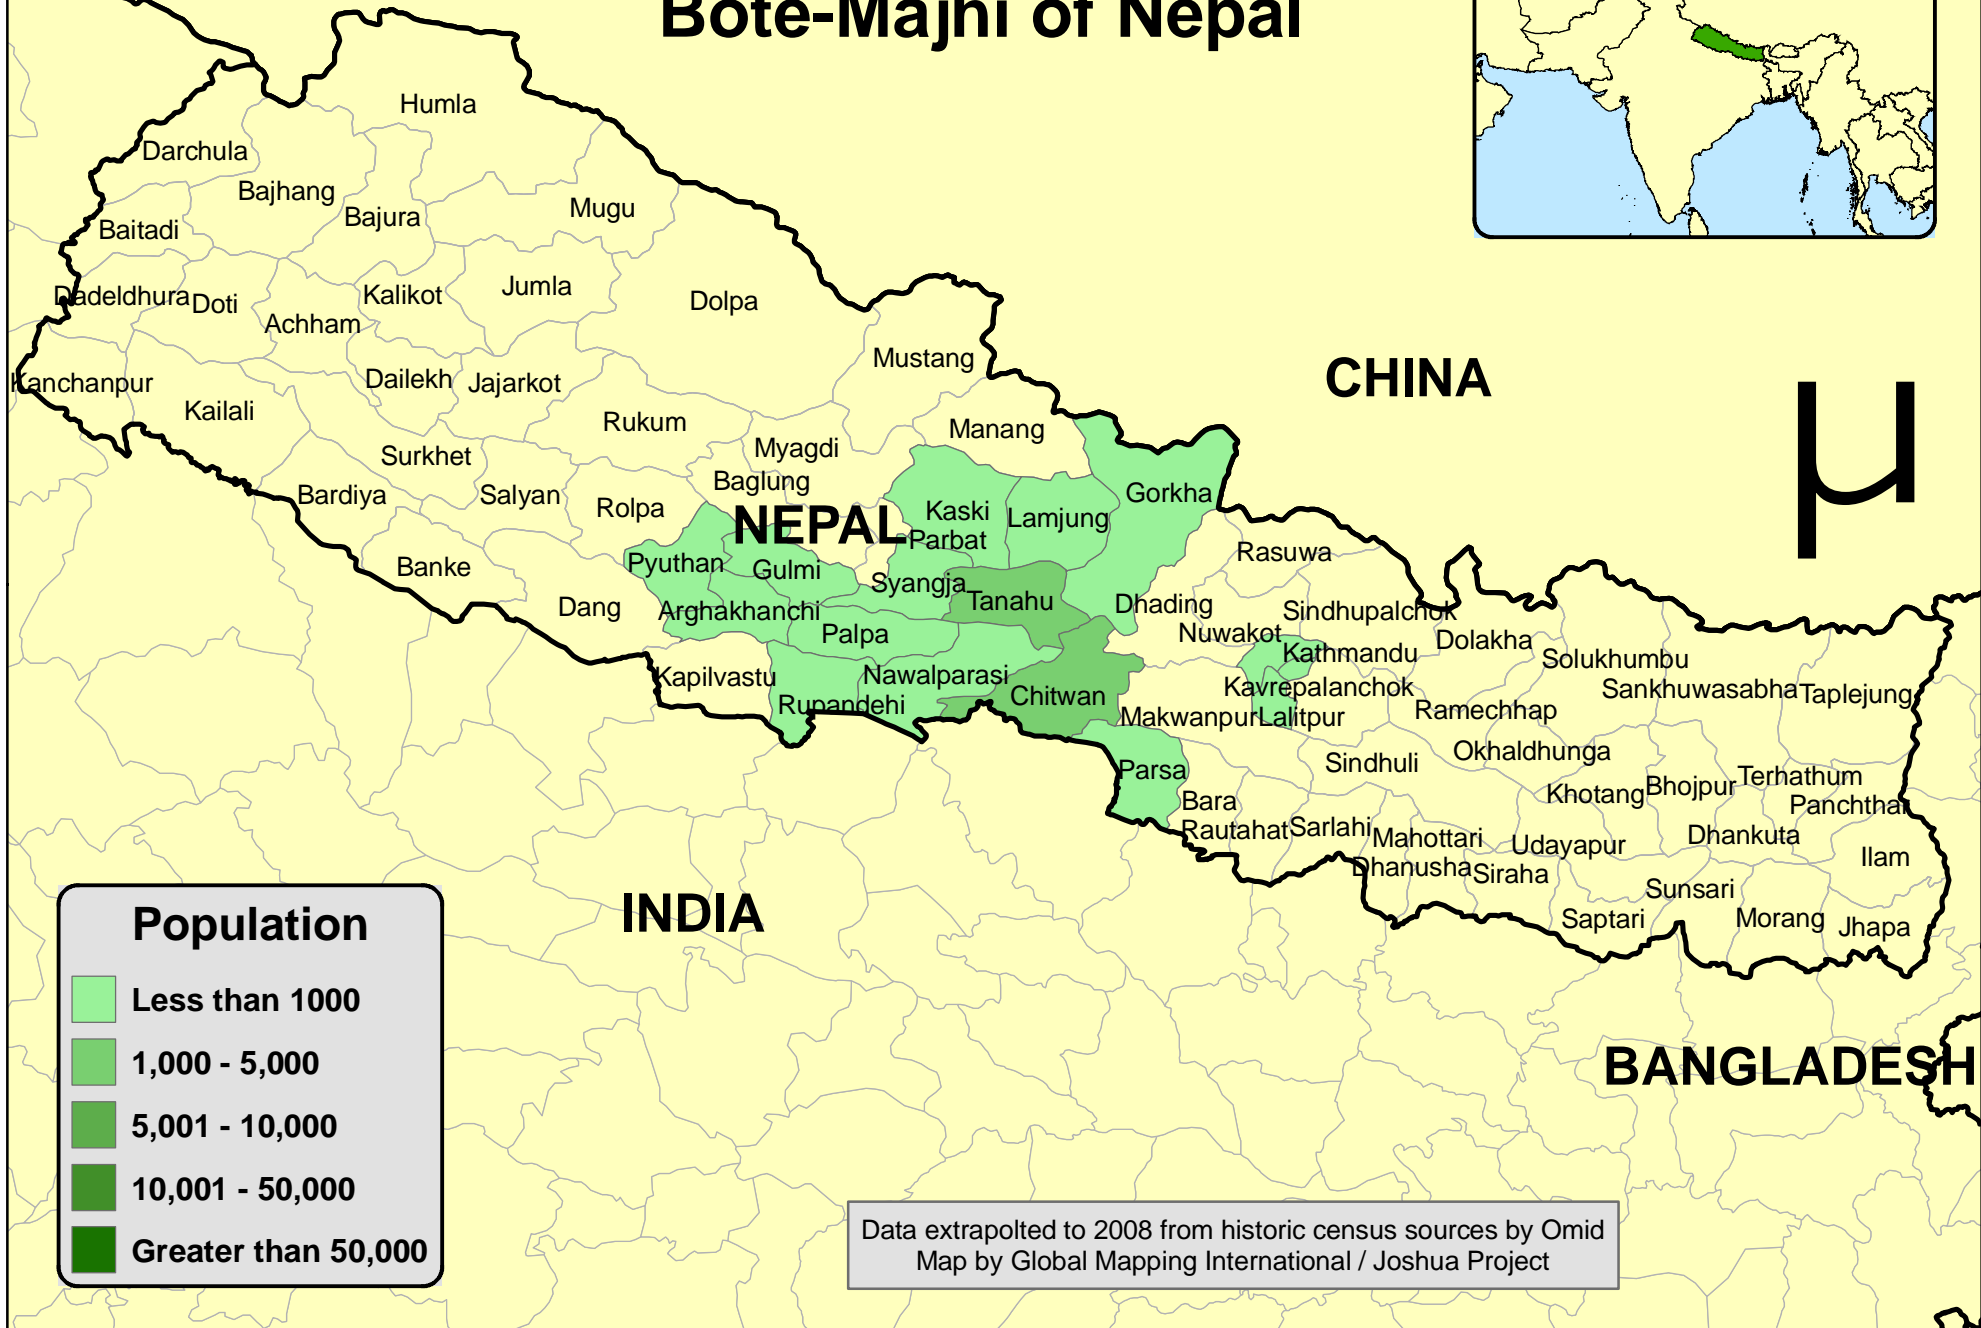 Bote-Majhi of Nepal
Humla
Darchula
Bajhang
Bajura
Mugu
Baitadi
Dadeldhura
Doti
Achham
Kalikot
Jumla
Dolpa
Mustang
CHINA
Kanchanpur
Kailali
Dailekh
Jajarkot
Rukum
Manang
Myagdi
Surkhet
Baglung
Bardiya
Salyan
Rolpa
Gorkha
Kaski
Lamjung
NEPAL
Parbat
Rasuwa
Banke
Pyuthan
Gulmi
Syangja
Tanahu
Dang
Arghakhanchi
Dhading
Sindhupalchok
Nuwakot
Palpa
Dolakha
Kathmandu
Solukhumbu
Kapilvastu
Nawalparasi
Kavrepalanchok
Sankhuwasabha
Taplejung
Rupandehi
Chitwan
Makwanpur
Lalitpur
Ramechhap
Okhaldhunga
Parsa
Sindhuli
Terhathum
Bhojpur
Khotang
Panchthar
Bara
Rautahat
Sarlahi
Mahottari
Udayapur
Dhankuta
Ilam
Dhanusha
Siraha
Sunsari
Saptari
Morang
Jhapa
µ
INDIA
BANGLADESH
Population
Less than 1000
1,000 - 5,000
5,001 - 10,000
10,001 - 50,000
Greater than 50,000
Data extrapolted to 2008 from historic census sources by Omid
Map by Global Mapping International / Joshua Project